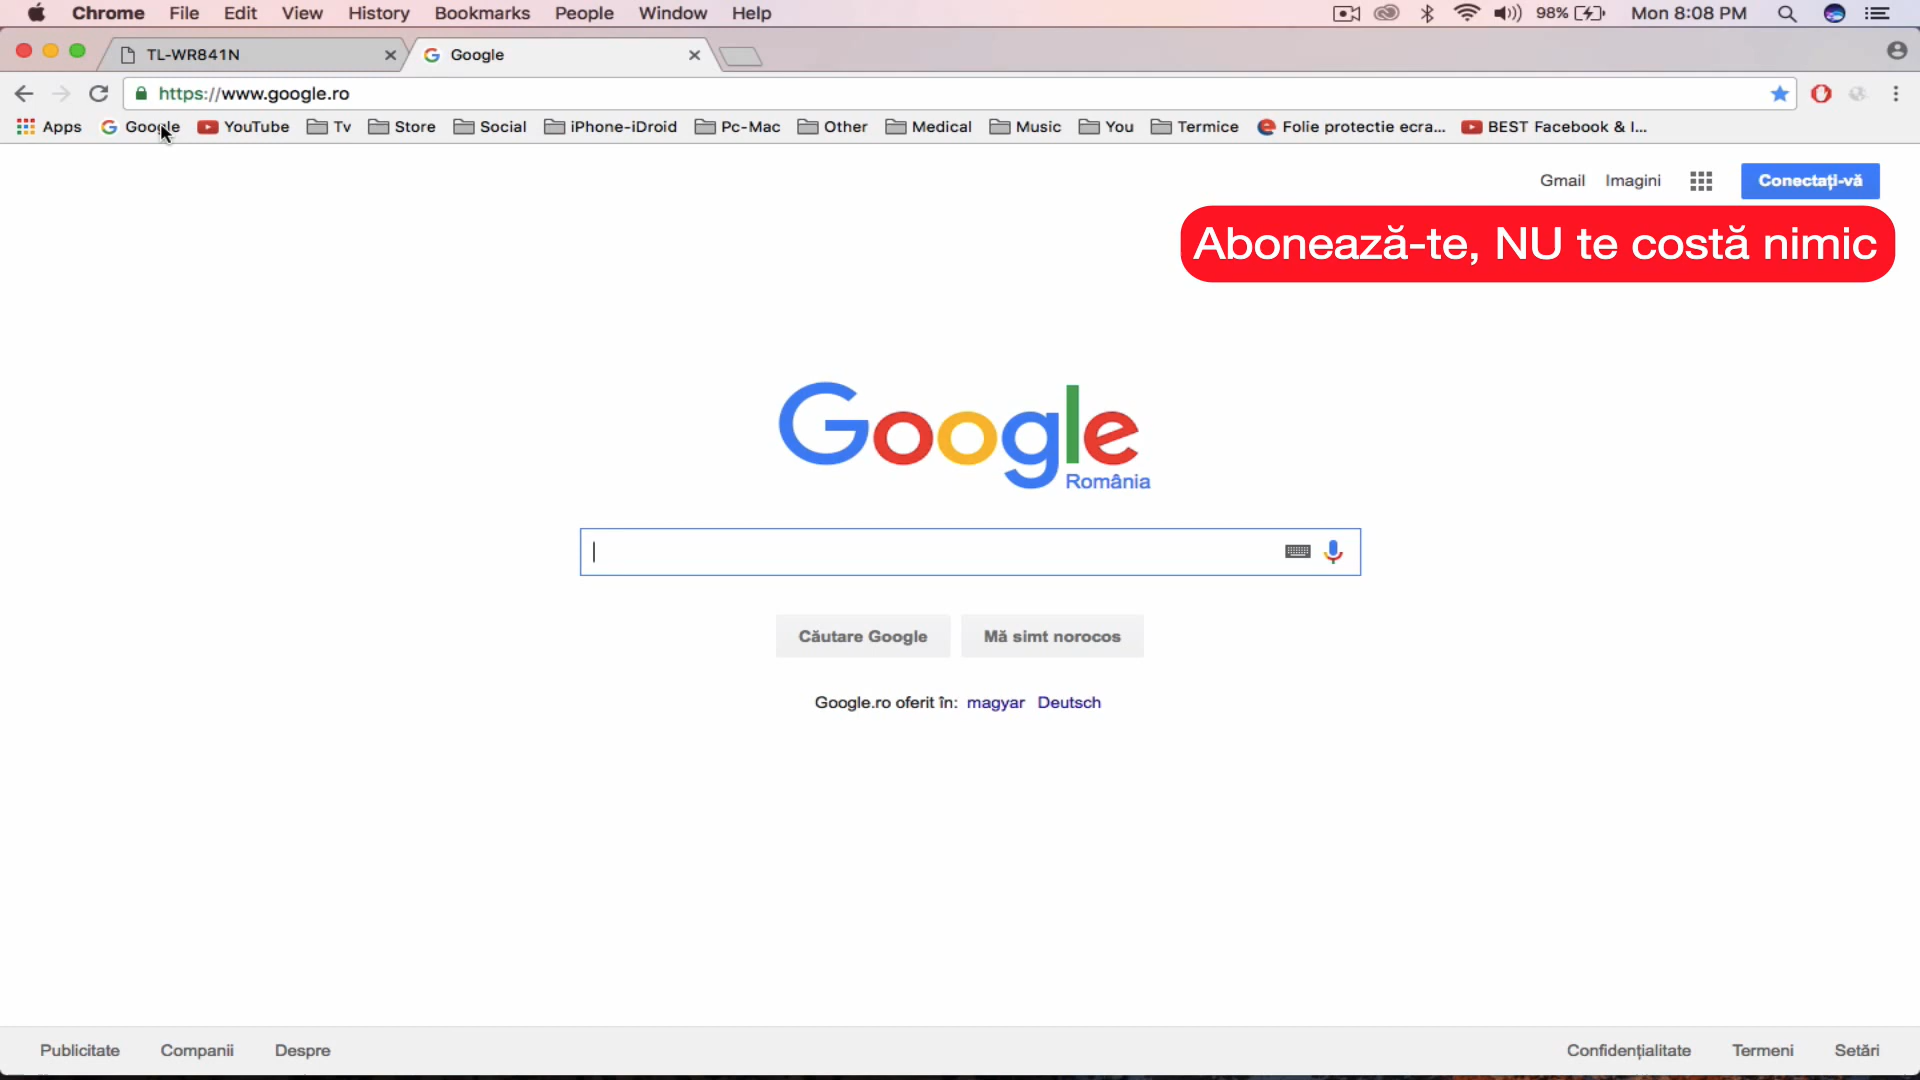 Chrome File Edit View History Bookmarks People Window Help 98% Mon 8:08 PM
TL-WR841N Google
https://www.google.ro
Apps Google YouTube Tv Store Social iPhone-iDroid Pc-Mac Other Medical Music You Termice Folie protectie ecra... BEST Facebook & I...
Gmail Imagini Conectați-vă
Abonează-te, NU te costă nimic
Google
România
Căutare Google Mă simt norocos
Google.ro oferit în: magyar Deutsch
Publicitate Companii Despre Confidențialitate Termeni Setări